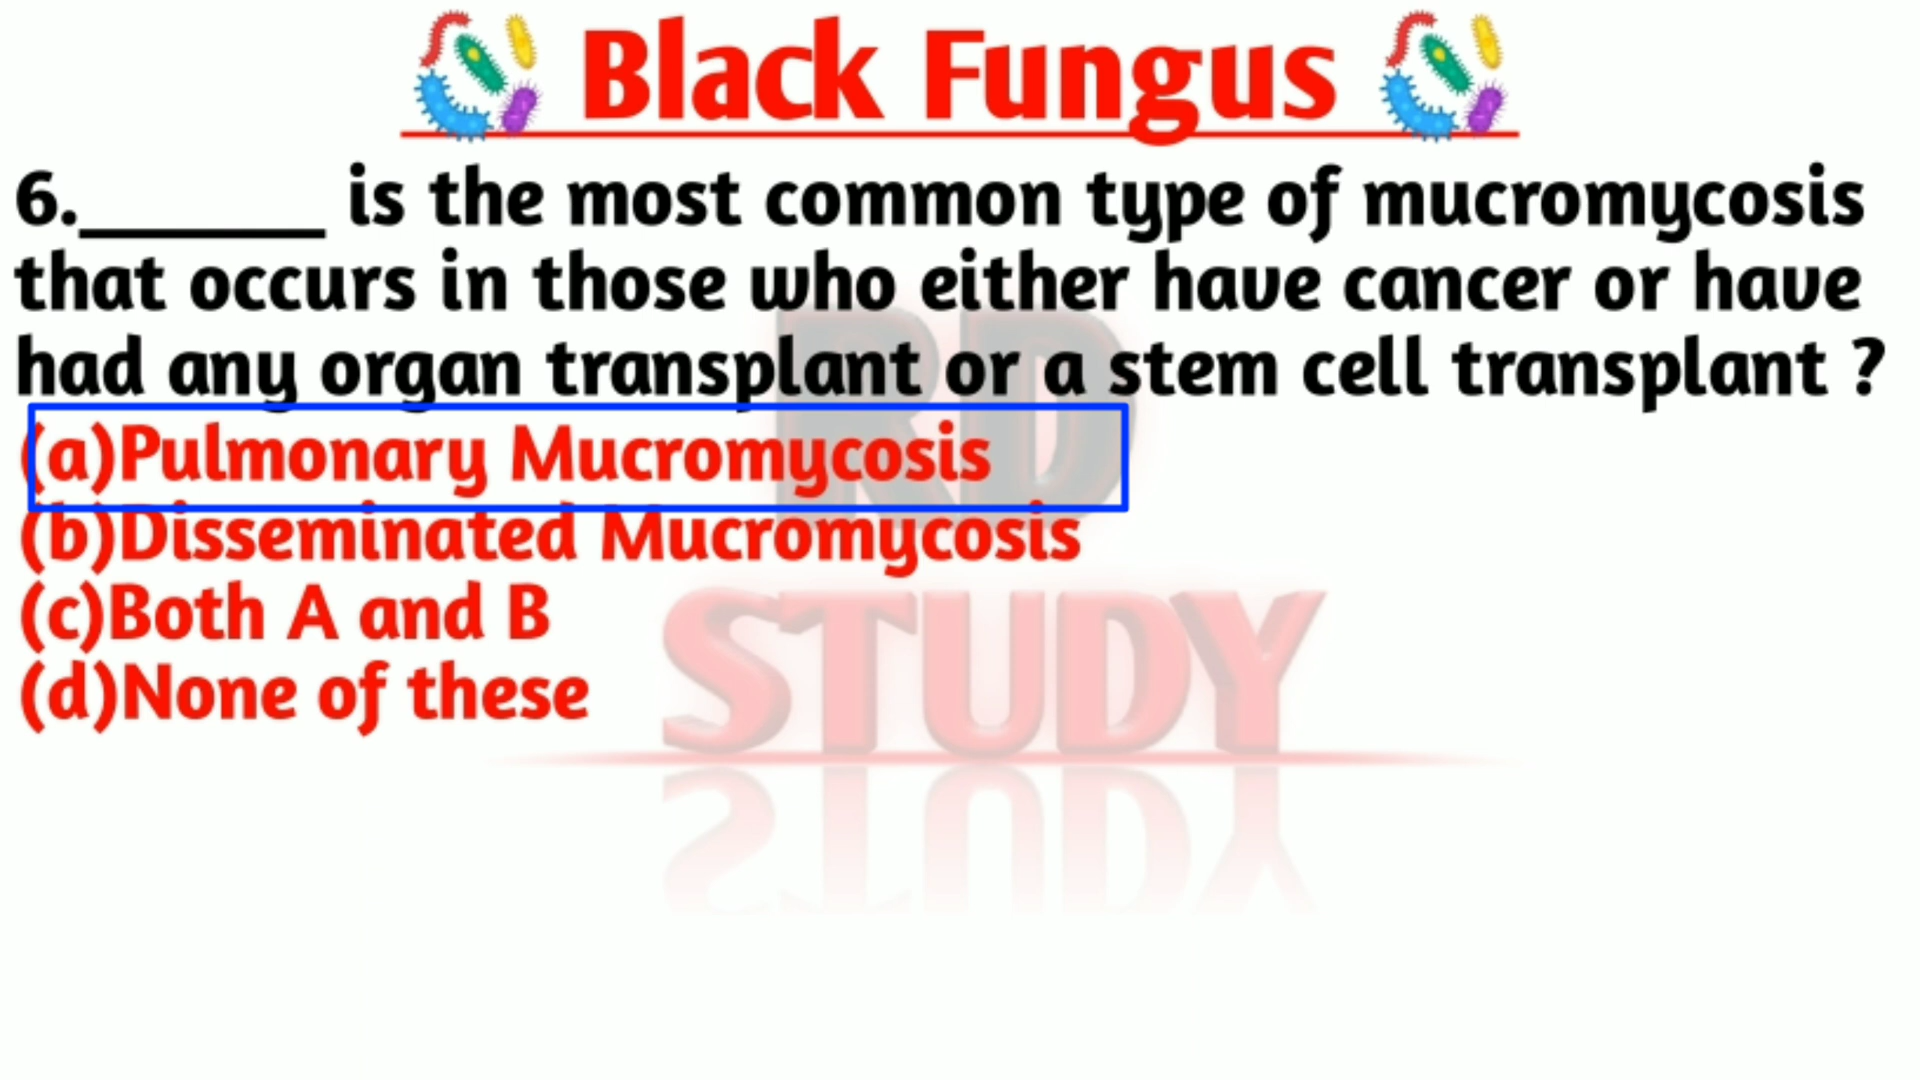 Black Fungus
6.______ is the most common type of mucromycosis
that occurs in those who either have cancer or have
had any organ transplant or a stem cell transplant ?
(a)Pulmonary Mucromycosis
(b)Disseminated Mucromycosis
(c)Both A and B
(d)None of these
RD
STUDY